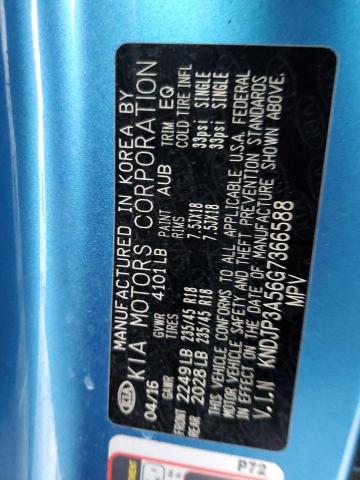 MANUFACTURED IN KOREA BY
KIA KIA MOTORS CORPORATION
04/16 GVWR 4101LB PAINT AUB TRIM EQ
GAWR TIRES RIMS COLD TIRE INFL
FRONT 2249LB 235/45 R18 7.5JX18 33psi SINGLE
REAR 2028LB 235/45 R18 7.5JX18 33psi SINGLE
THIS VEHICLE CONFORMS TO ALL APPLICABLE U.S.A. FEDERAL
MOTOR VEHICLE SAFETY AND THEFT PREVENTION STANDARDS
IN EFFECT ON THE DATE OF MANUFACTURE SHOWN ABOVE.
V.I.N KNDJP3A56G7366588
MPV
P72